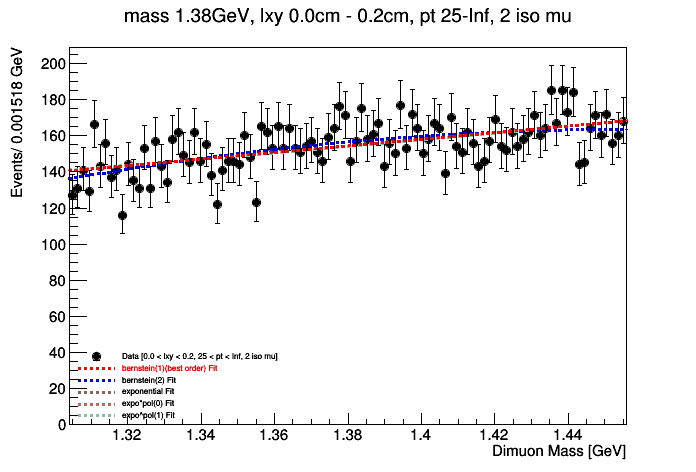 mass 1.38GeV, lxy 0.0cm - 0.2cm, pt 25-Inf, 2 iso mu
Events/ 0.001518 GeV
200
180
160
140
120
100
80
60
40
20
0
Data [0.0 < lxy < 0.2, 25 < pt < Inf, 2 iso mu]
bernstein(1)(best order) Fit
bernstein(2) Fit
exponential Fit
expo*pol(0) Fit
expo^pol(1) Fit
1.32 1.34 1.36 1.38 1.4 1.42 1.44
Dimuon Mass [GeV]